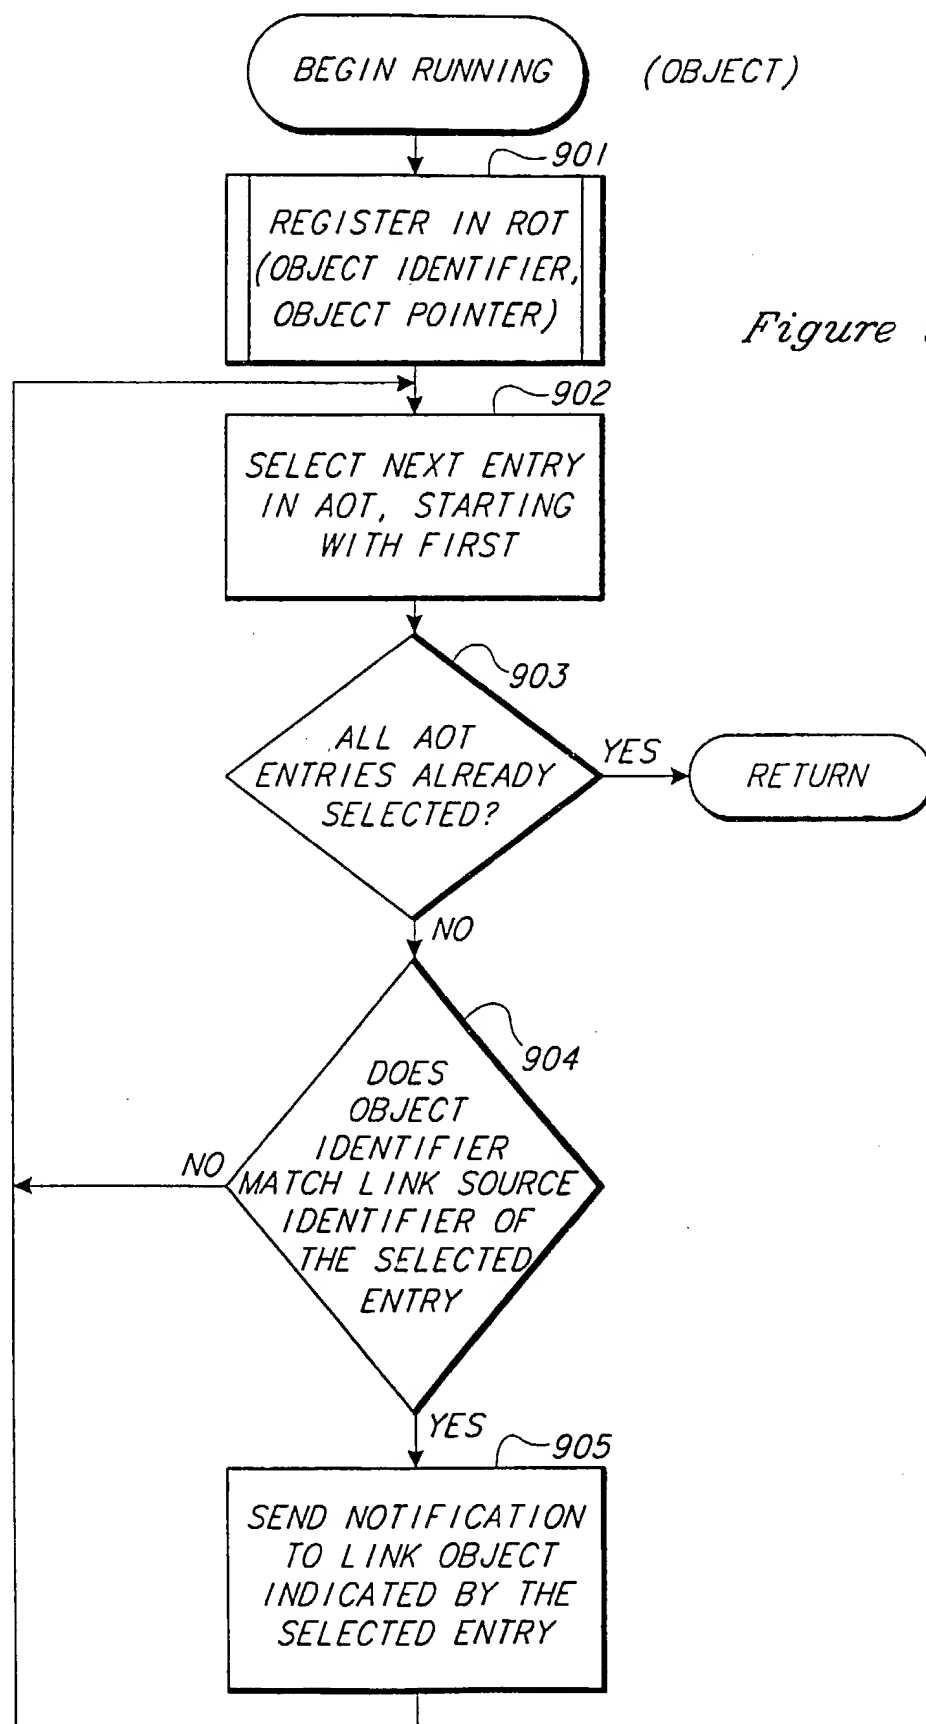 BEGIN RUNNING
(OBJECT)
901
REGISTER IN ROT
(OBJECT IDENTIFIER,
OBJECT POINTER)
Figure
902
SELECT NEXT ENTRY
IN AOT, STARTING
WITH FIRST
903
ALL AOT
ENTRIES ALREADY
SELECTED?
YES
RETURN
NO
904
DOES
OBJECT
IDENTIFIER
MATCH LINK SOURCE
IDENTIFIER OF
THE SELECTED
ENTRY
NO
YES
905
SEND NOTIFICATION
TO LINK OBJECT
INDICATED BY THE
SELECTED ENTRY